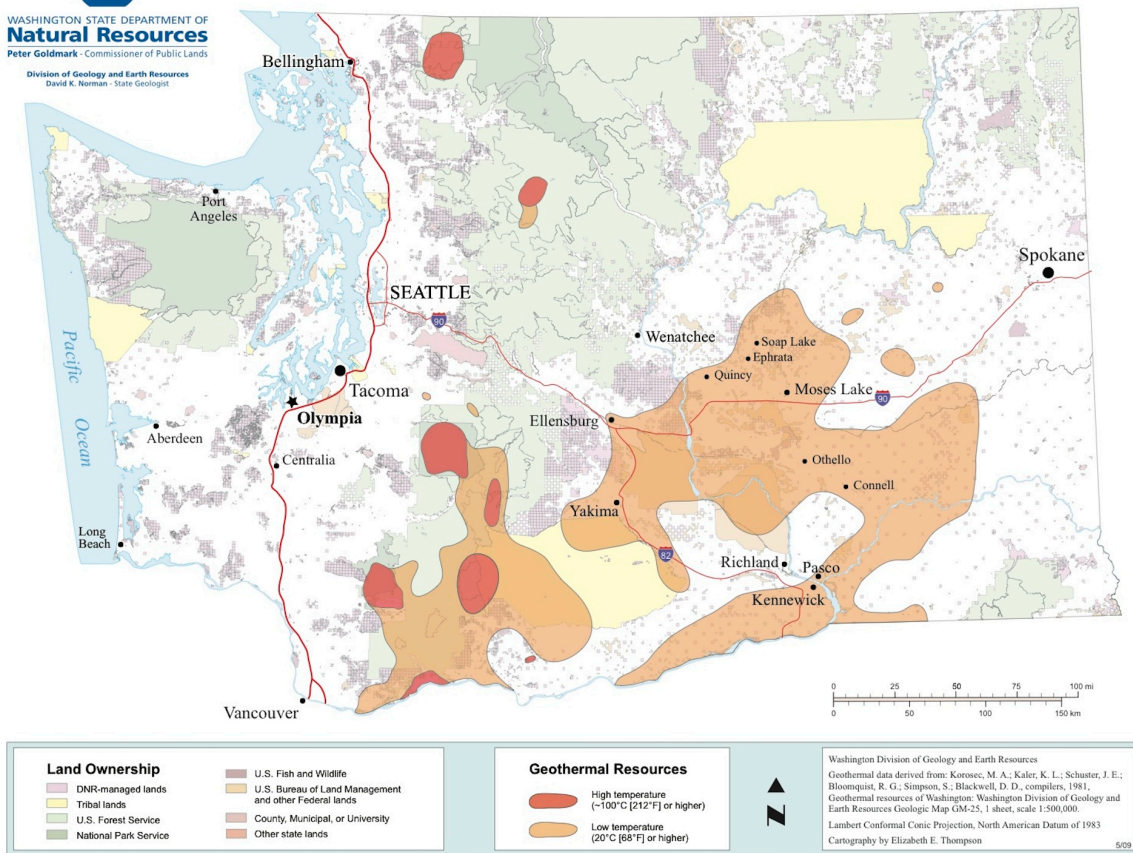 WASHINGTON STATE DEPARTMENT OF
Natural Resources
Peter Goldmark - Commissioner of Public Lands
Division of Geology and Earth Resources
David K. Norman - State Geologist
Bellingham
Port
Angeles
Spokane
SEATTLE
90
Wenatchee
Soap Lake
Ephrata
Quincy
Moses Lake
90
Pacific
Ocean
Tacoma
Olympia
Aberdeen
Ellensburg
Centralia
Othello
Connell
Yakima
Long
Beach
82
Richland
Pasco
Kennewick
Vancouver
0 25 50 75 100 mi
0 50 100 150 km
Land Ownership
DNR-managed lands
Tribal lands
U.S. Forest Service
National Park Service
U.S. Fish and Wildlife
U.S. Bureau of Land Management
and other Federal lands
County, Municipal, or University
Other state lands
Geothermal Resources
High temperature
(~100°C [212°F] or higher)
Low temperature
(20°C [68°F] or higher)
N
Washington Division of Geology and Earth Resources
Geothermal data derived from: Korosec, M. A.; Kaler, K. L.; Schuster, J. E.;
Bloomquist, R. G.; Simpson, S.; Blackwell, D. D., compilers, 1981,
Geothermal resources of Washington: Washington Division of Geology and
Earth Resources Geologic Map GM-25, 1 sheet, scale 1:500,000.
Lambert Conformal Conic Projection, North American Datum of 1983
Cartography by Elizabeth E. Thompson
5/09